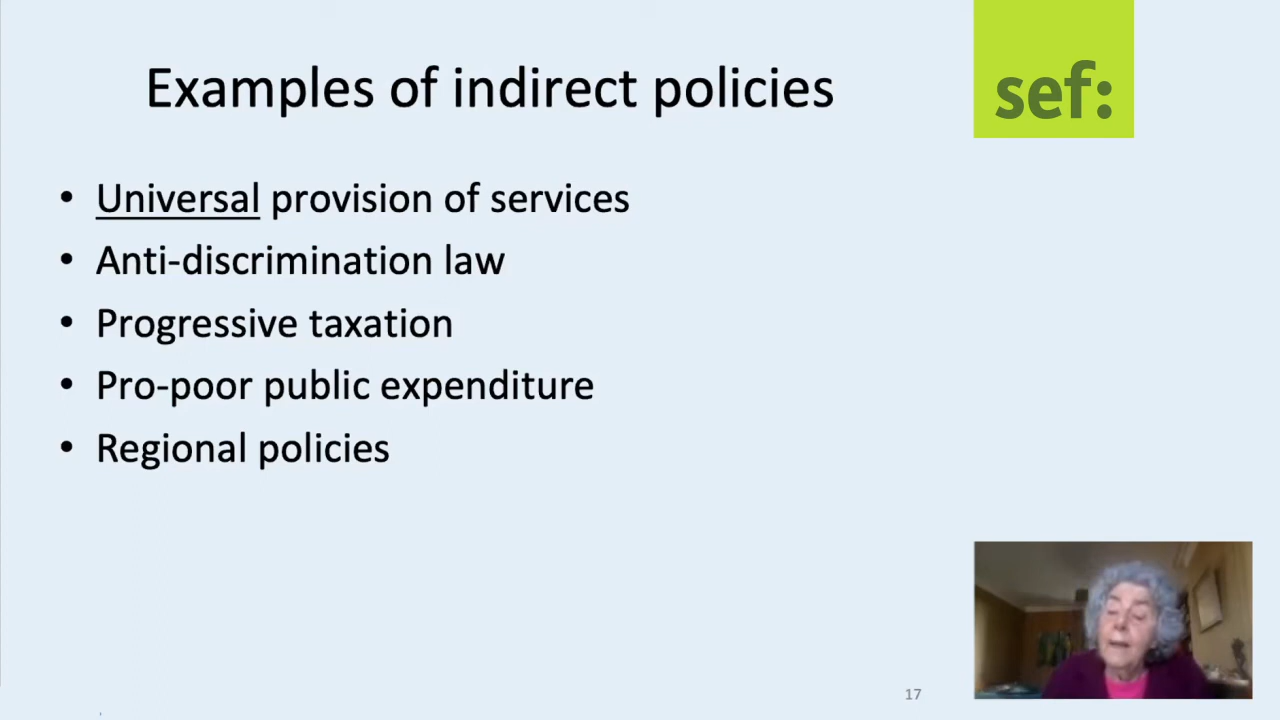 Examples of indirect policies
sef:
• Universal provision of services
• Anti-discrimination law
• Progressive taxation
• Pro-poor public expenditure
• Regional policies
17